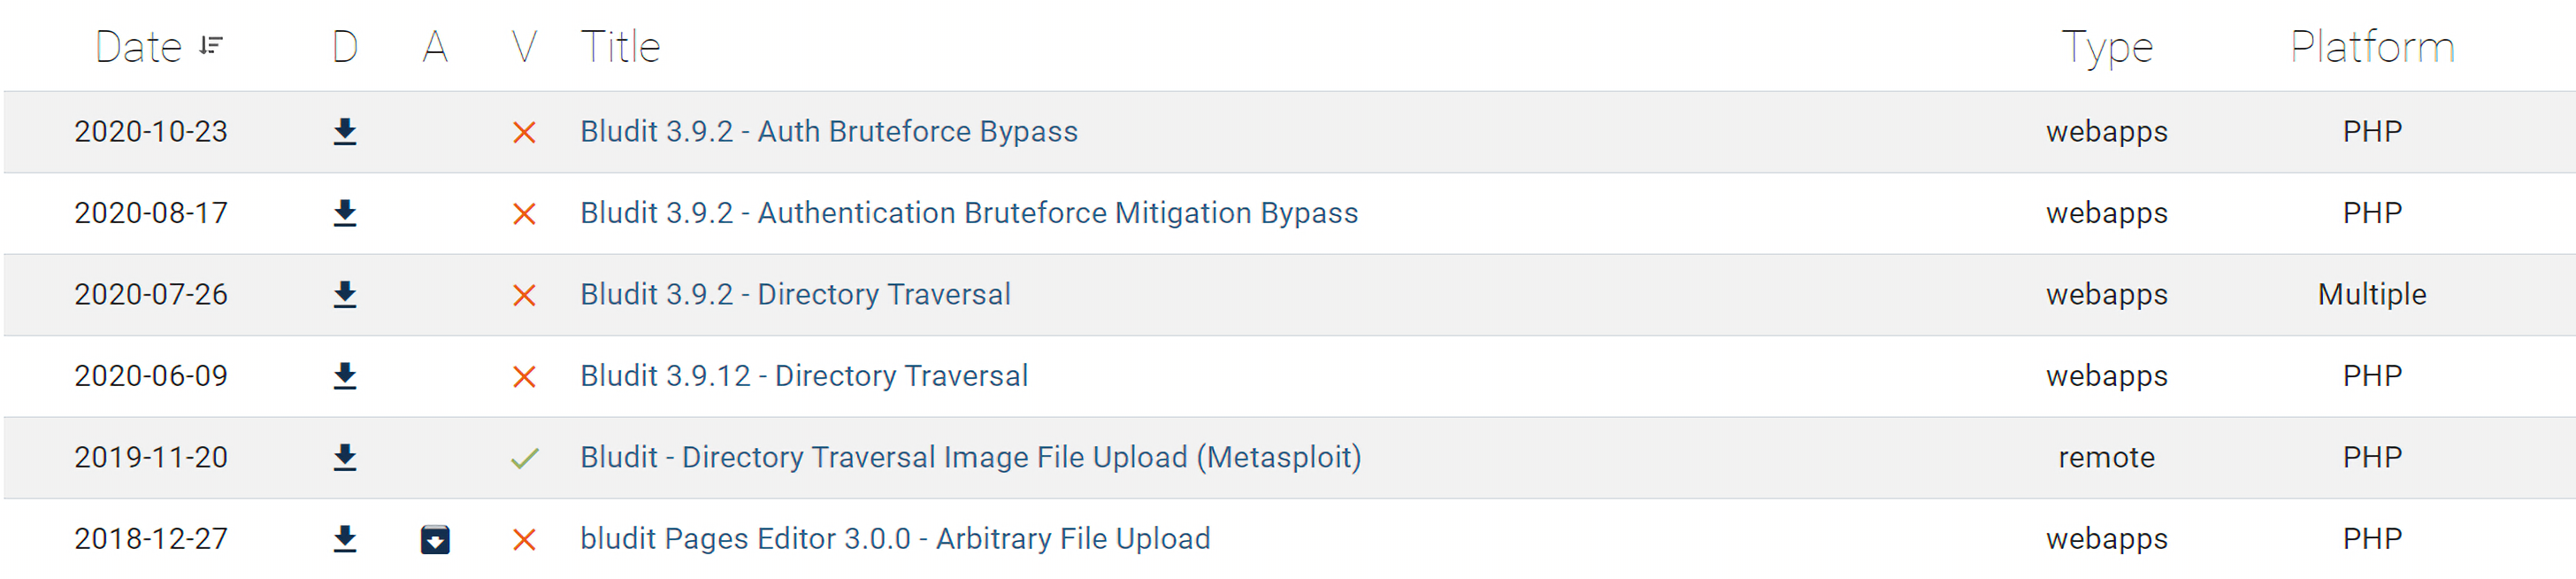 Date D A V Title Type Platform
2020-10-23 Bludit 3.9.2 - Auth Bruteforce Bypass webapps PHP
2020-08-17 Bludit 3.9.2 - Authentication Bruteforce Mitigation Bypass webapps PHP
2020-07-26 Bludit 3.9.2 - Directory Traversal webapps Multiple
2020-06-09 Bludit 3.9.12 - Directory Traversal webapps PHP
2019-11-20 Bludit - Directory Traversal Image File Upload (Metasploit) remote PHP
2018-12-27 bludit Pages Editor 3.0.0 - Arbitrary File Upload webapps PHP